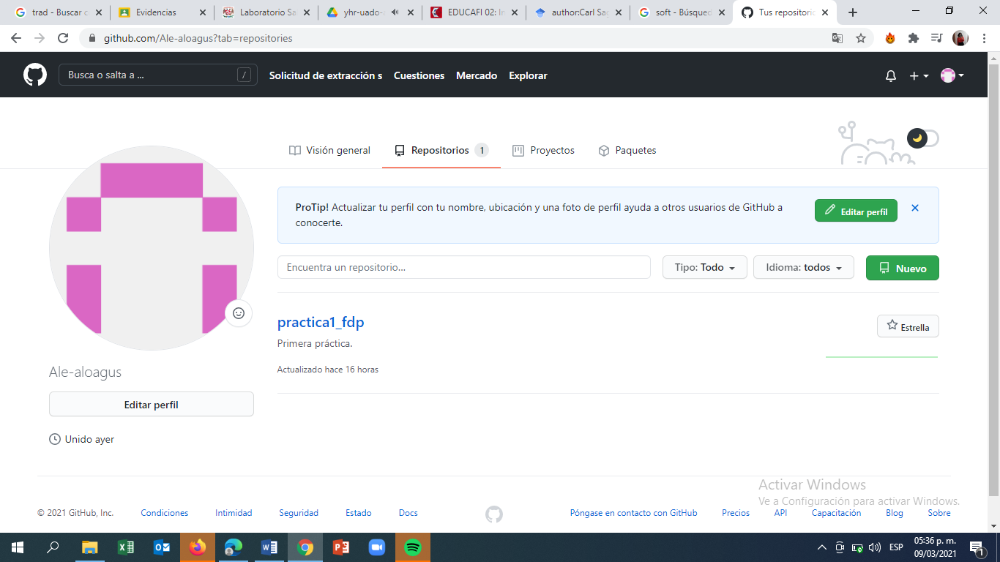 trad - Buscar c
Evidencias
Laboratorio Sa
yhr-uado-
EDUCAFI 02: In
author:Carl Sag
soft - Búsqued
Tus repositorio
github.com/Ale-aloagus?tab=repositories
Busca o salta a ...
/
Solicitud de extracción s
Cuestiones
Mercado
Explorar
Visión general
Repositorios 1
Proyectos
Paquetes
ProTip! Actualizar tu perfil con tu nombre, ubicación y una foto de perfil ayuda a otros usuarios de GitHub a
conocerte.
Editar perfil
Encuentra un repositorio...
Tipo: Todo
Idioma: todos
Nuevo
practica1_fdp
Estrella
Primera práctica.
Actualizado hace 16 horas
Ale-aloagus
Editar perfil
Unido ayer
Activar Windows
Ve a Configuración para activar Windows.
© 2021 GitHub, Inc.
Condiciones
Intimidad
Seguridad
Estado
Docs
Póngase en contacto con GitHub
Precios
API
Capacitación
Blog
Sobre
ESP
05:36 p. m.
09/03/2021
1